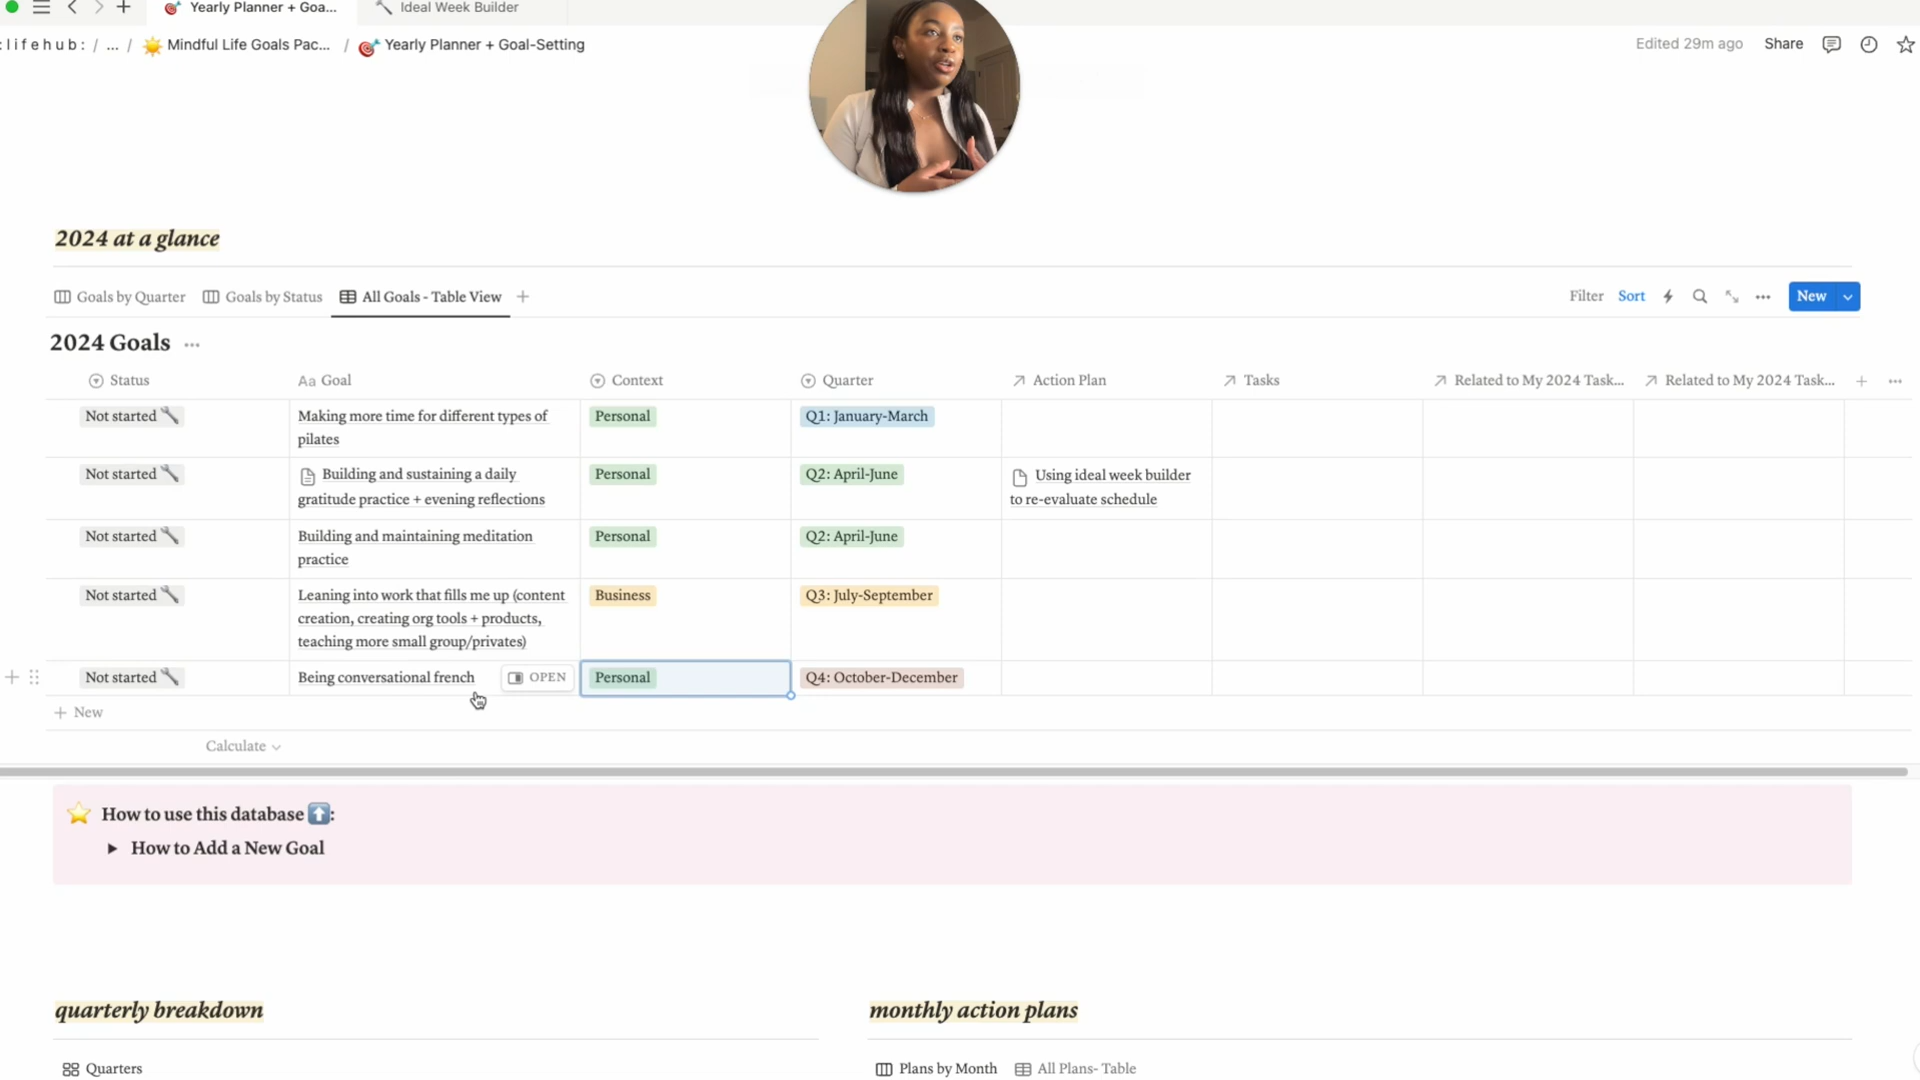 Yearly Planner + Goa...
Ideal Week Builder
: l i f e h u b : / ... / Mindful Life Goals Pac... / Yearly Planner + Goal-Setting
Edited 29m ago Share
2024 at a glance
Goals by Quarter Goals by Status All Goals - Table View +
Filter Sort New
2024 Goals ...
Status Aa Goal Context Quarter Action Plan Tasks Related to My 2024 Task... Related to My 2024 Task...
Not started Making more time for different types of Personal Q1: January-March
pilates
Not started Building and sustaining a daily Personal Q2: April-June Using ideal week builder
gratitude practice + evening reflections to re-evaluate schedule
Not started Building and maintaining meditation Personal Q2: April-June
practice
Not started Leaning into work that fills me up (content Business Q3: July-September
creation, creating org tools + products,
teaching more small group/privates)
Not started Being conversational french OPEN Personal Q4: October-December
+ New
Calculate
How to use this database ⬆️:
How to Add a New Goal
quarterly breakdown
monthly action plans
Quarters
Plans by Month All Plans- Table